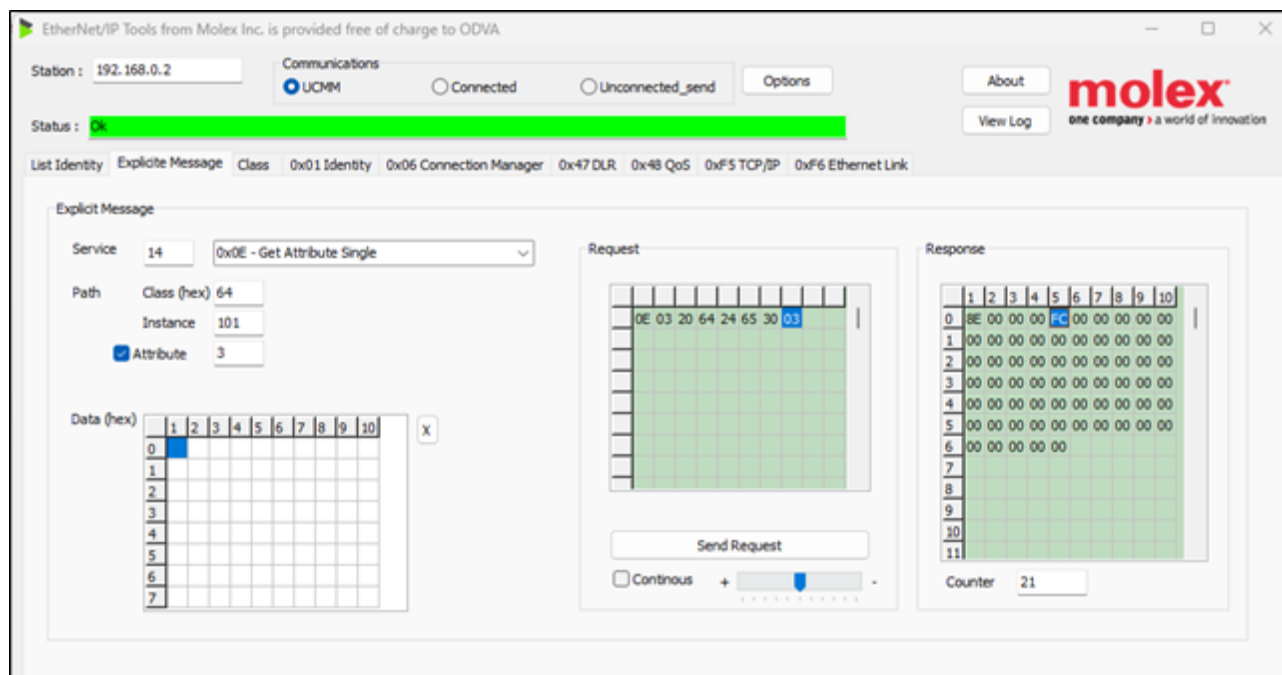 EtherNet/IP Tools from Molex Inc. is provided free of charge to ODVA
Station : 192.168.0.2 Communications UCMM Connected Unconnected_send Options About
molex
one company > a world of innovation
Status : Ok View Log
List Identity Explicite Message Class 0x01 Identity 0x06 Connection Manager 0x47 DLR 0x48 QoS 0xF5 TCP/IP 0xF6 Ethernet Link
Explicit Message
Service 14 0x0E - Get Attribute Single
Path Class (hex) 64
Instance 101
Attribute 3
Data (hex) X
1 2 3 4 5 6 7 8 9 10
0
1
2
3
4
5
6
7
Request
0E 03 20 64 24 65 30 03
Send Request
Continous + -
Response
1 2 3 4 5 6 7 8 9 10
0 8E 00 00 00 FC 00 00 00 00 00
1 00 00 00 00 00 00 00 00 00 00
2 00 00 00 00 00 00 00 00 00 00
3 00 00 00 00 00 00 00 00 00 00
4 00 00 00 00 00 00 00 00 00 00
5 00 00 00 00 00 00 00 00 00 00
6 00 00 00 00 00
7
8
9
10
11
Counter 21